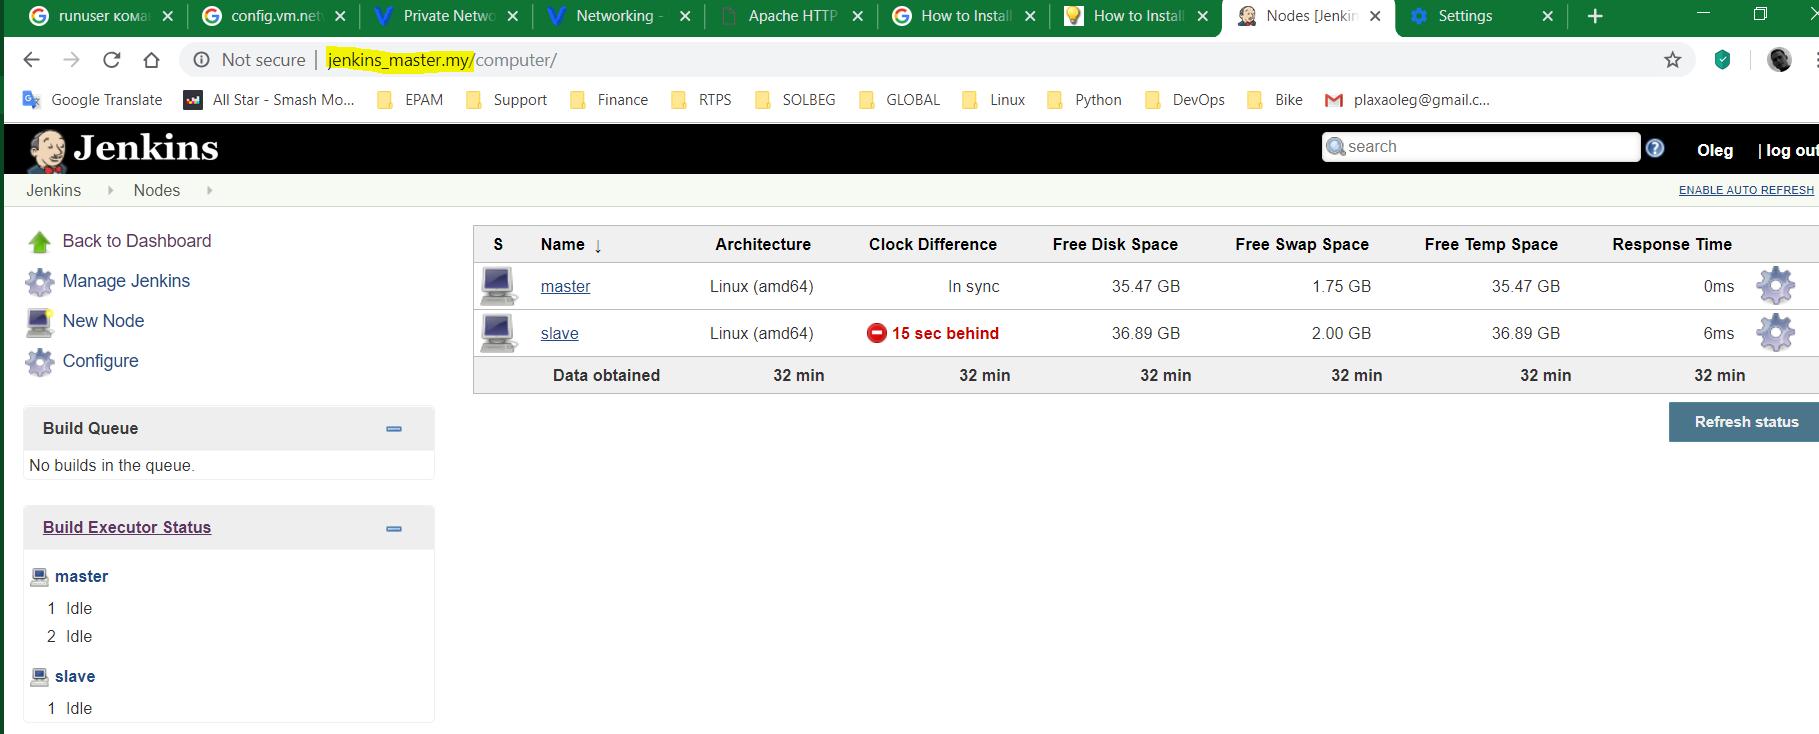 runuser кома config.vm.net Private Netwo Networking - Apache HTTP How to Install How to Install Nodes [Jenkin Settings
Not secure | jenkins_master.my/computer/
Google Translate All Star - Smash Mo... EPAM Support Finance RTPS SOLBEG GLOBAL Linux Python DevOps Bike plaxaoleg@gmail.c...
Jenkins search Oleg | log out
Jenkins Nodes ENABLE AUTO REFRESH
Back to Dashboard
Manage Jenkins
New Node
Configure
S Name ↓ Architecture Clock Difference Free Disk Space Free Swap Space Free Temp Space Response Time
master Linux (amd64) In sync 35.47 GB 1.75 GB 35.47 GB 0ms
slave Linux (amd64) 15 sec behind 36.89 GB 2.00 GB 36.89 GB 6ms
Data obtained 32 min 32 min 32 min 32 min 32 min 32 min
Refresh status
Build Queue
No builds in the queue.
Build Executor Status
master
1 Idle
2 Idle
slave
1 Idle